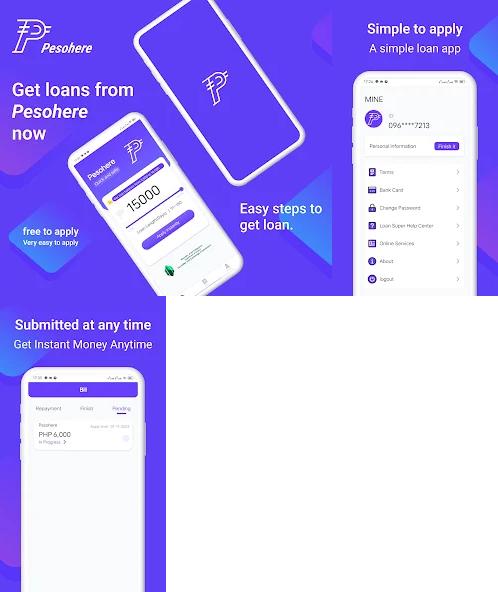 Pesohere
Get loans from
Pesohere
now
Pesohere
15000
free to apply
Very easy to apply
Easy steps to
get loan.
Simple to apply
A simple loan app
MINE
ID
096****7213
Personal Information
Finish it
Terms
Bank Card
Change Password
Loan Super Help Center
Online Services
About
logout
Submitted at any time
Get Instant Money Anytime
Bill
Repayment
Finish
Pending
Pesohere
PHP 6,000
In Progress